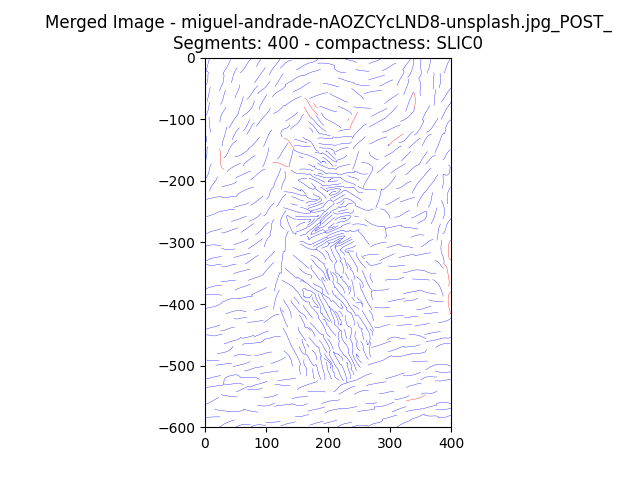 Merged Image - miguel-andrade-nAOZCYcLND8-unsplash.jpg_POST_
Segments: 400 - compactness: SLIC0
0
−100
−200
−300
−400
−500
−600
0 100 200 300 400